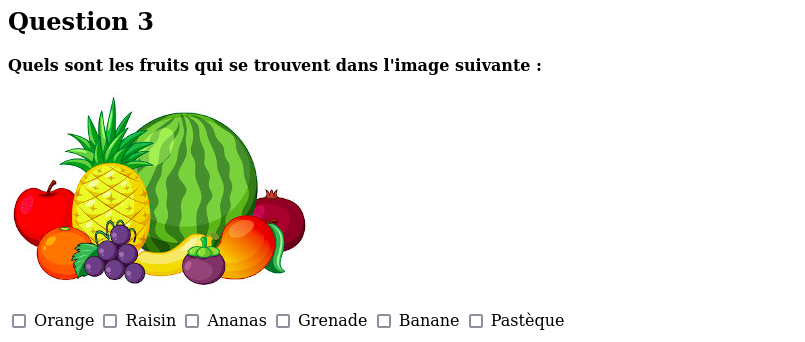 Question 3
Quels sont les fruits qui se trouvent dans l'image suivante :
Orange Raisin Ananas Grenade Banane Pastèque